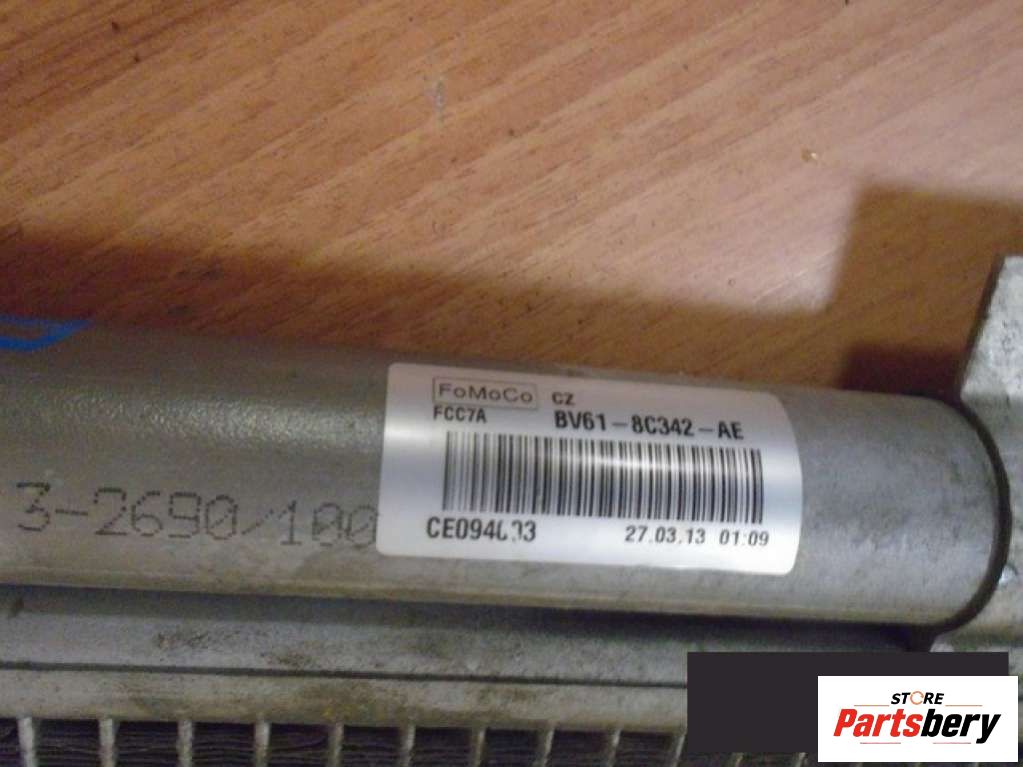 FoMoCo CZ
FCC7A BV61-8C342-AE
27.03.13 01:09
3-2690/100
STORE
Partsbery